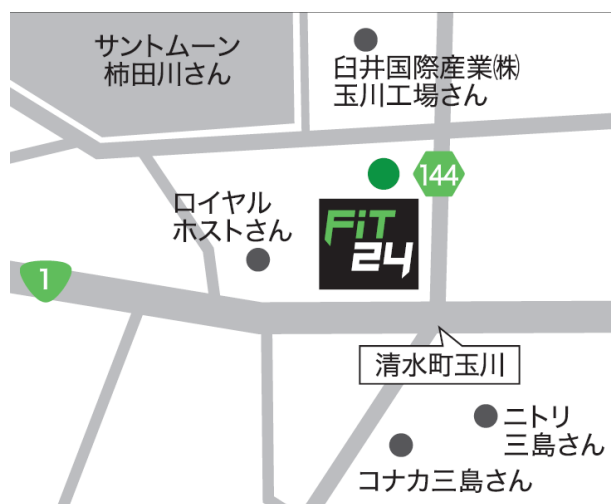 サントムーン
柿田川さん
臼井国際産業㈱
玉川工場さん
144
ロイヤル
ホストさん
FiT
24
1
清水町玉川
ニトリ
三島さん
コナカ三島さん